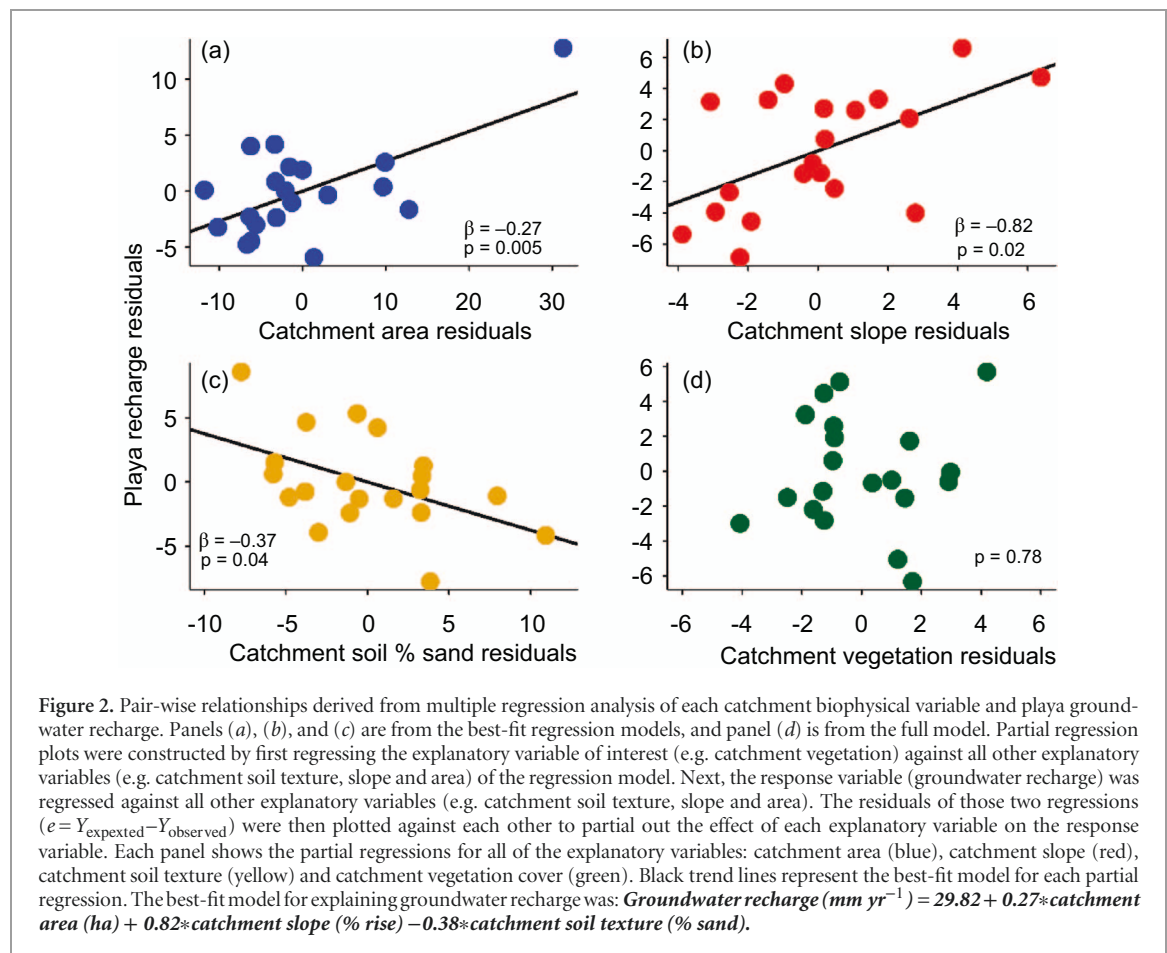 (a)
10
5
0
-5
β = –0.27
p = 0.005
-10 0 10 20 30
Catchment area residuals
(b)
6
4
2
0
-2
-4
-6
β = –0.82
p = 0.02
-4 -2 0 2 4 6
Catchment slope residuals
Playa recharge residuals
(c)
5
0
-5
β = –0.37
p = 0.04
-10 -5 0 5 10
Catchment soil % sand residuals
(d)
6
4
2
0
-2
-4
-6
p = 0.78
-6 -4 -2 0 2 4 6
Catchment vegetation residuals
Figure 2. Pair-wise relationships derived from multiple regression analysis of each catchment biophysical variable and playa ground-
water recharge. Panels (a), (b), and (c) are from the best-fit regression models, and panel (d) is from the full model. Partial regression
plots were constructed by first regressing the explanatory variable of interest (e.g. catchment vegetation) against all other explanatory
variables (e.g. catchment soil texture, slope and area) of the regression model. Next, the response variable (groundwater recharge) was
regressed against all other explanatory variables (e.g. catchment soil texture, slope and area). The residuals of those two regressions
(e = Yexpexted–Yobserved) were then plotted against each other to partial out the effect of each explanatory variable on the response
variable. Each panel shows the partial regressions for all of the explanatory variables: catchment area (blue), catchment slope (red),
catchment soil texture (yellow) and catchment vegetation cover (green). Black trend lines represent the best-fit model for each partial
regression. The best-fit model for explaining groundwater recharge was: Groundwater recharge (mm yr−1) = 29.82 + 0.27∗catchment
area (ha) + 0.82∗catchment slope (% rise) −0.38∗catchment soil texture (% sand).